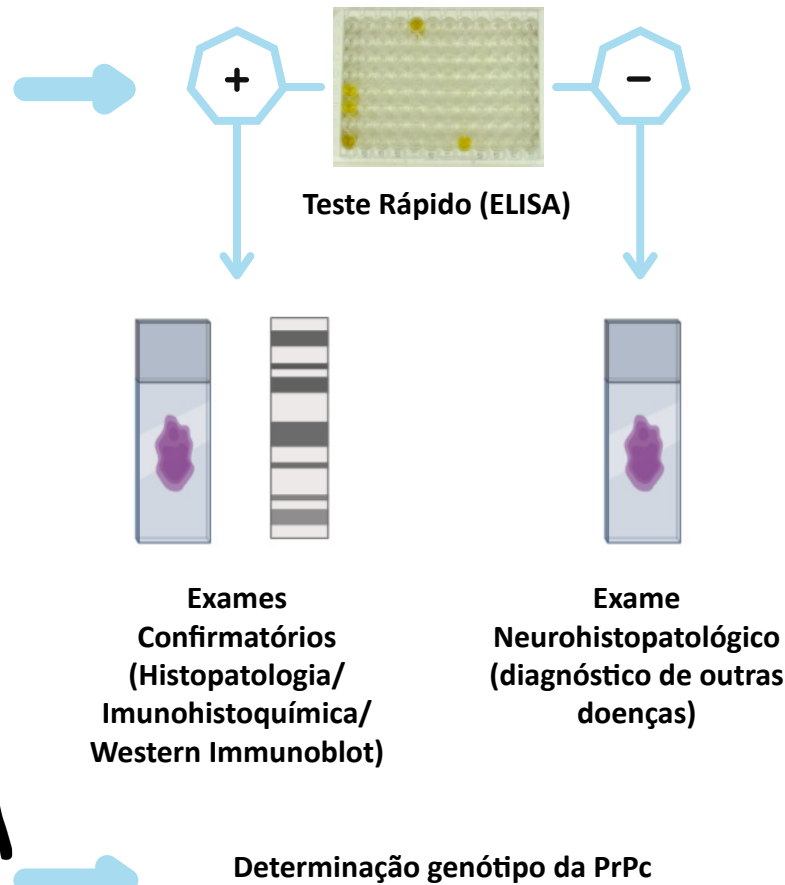 +
−
Teste Rápido (ELISA)
Exames
Confirmatórios
(Histopatologia/
Imunohistoquímica/
Western Immunoblot)
Exame
Neurohistopatológico
(diagnóstico de outras
doenças)
Determinação genótipo da PrPc